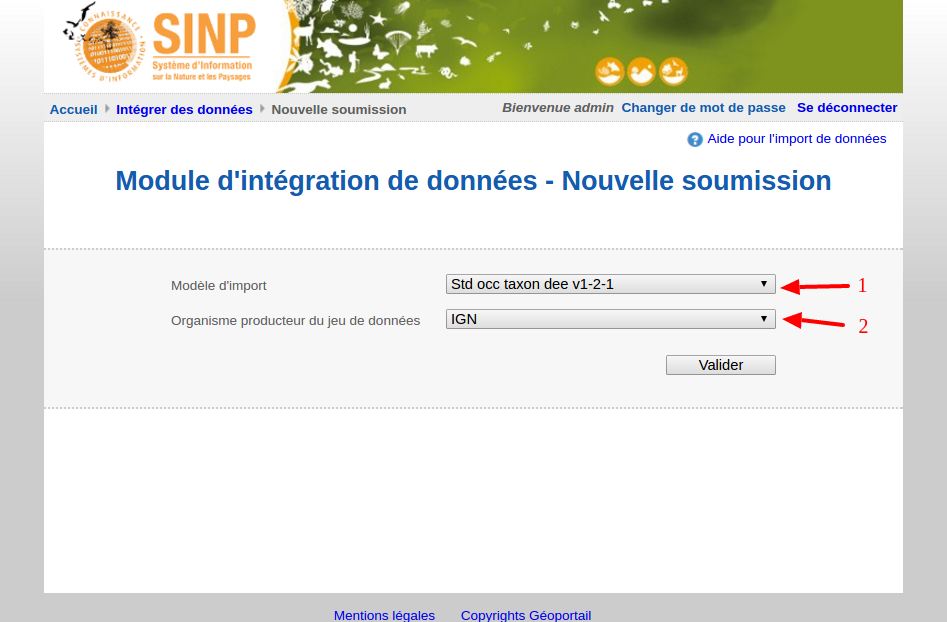 SINP
Système d'Information
sur la Nature et les Paysages
Accueil Intégrer des données Nouvelle soumission Bienvenue admin Changer de mot de passe Se déconnecter
? Aide pour l'import de données
Module d'intégration de données - Nouvelle soumission
Modèle d'import Std occ taxon dee v1-2-1 1
Organisme producteur du jeu de données IGN 2
Valider
Mentions légales Copyrights Géoportail